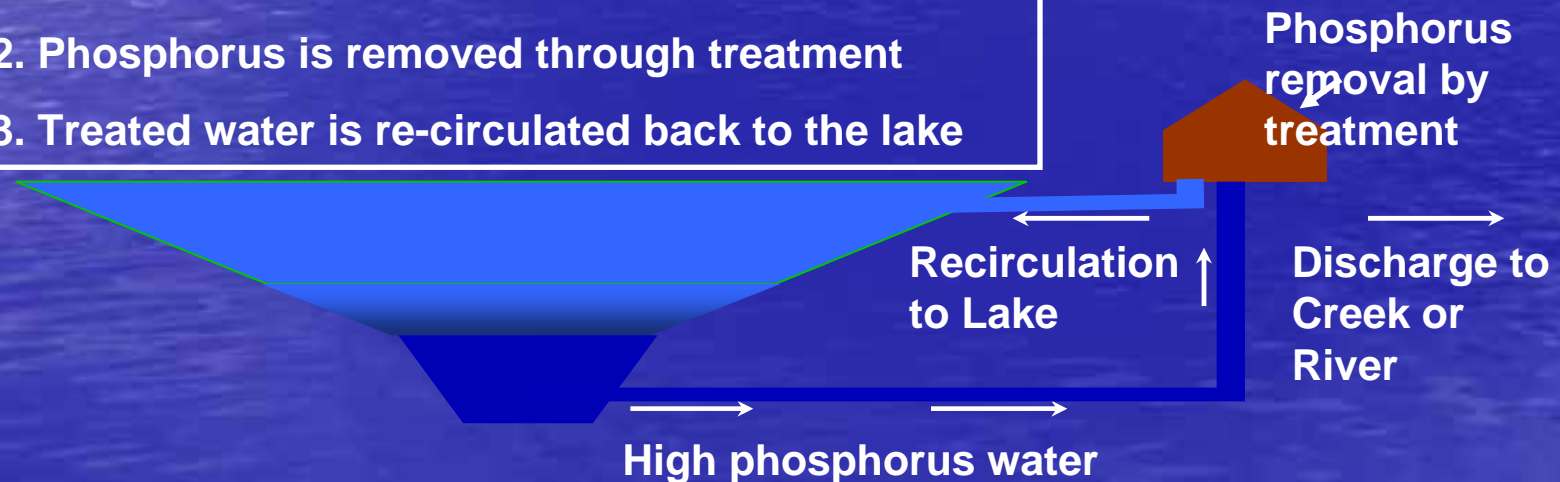 2. Phosphorus is removed through treatment
3. Treated water is re-circulated back to the lake
Phosphorus
removal by
treatment
Recirculation
to Lake
Discharge to
Creek or
River
High phosphorus water